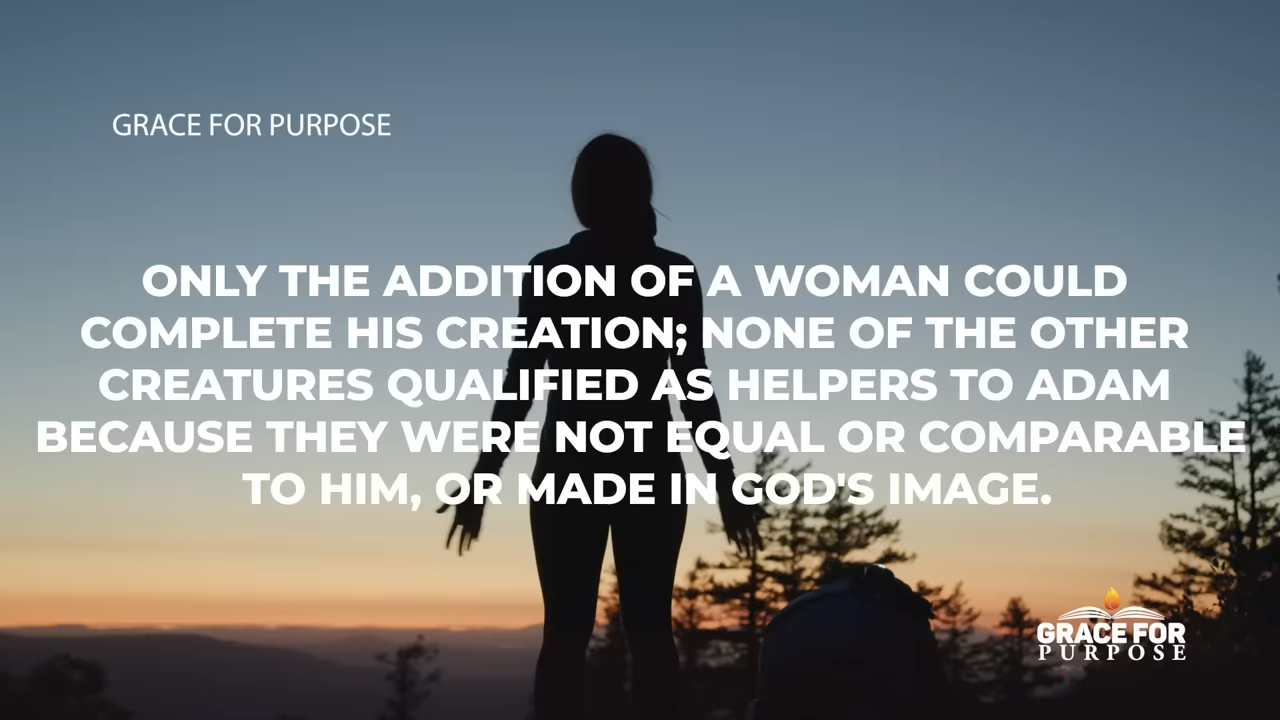 GRACE FOR PURPOSE
ONLY THE ADDITION OF A WOMAN COULD
COMPLETE HIS CREATION; NONE OF THE OTHER
CREATURES QUALIFIED AS HELPERS TO ADAM
BECAUSE THEY WERE NOT EQUAL OR COMPARABLE
TO HIM, OR MADE IN GOD'S IMAGE.
GRACE FOR
PURPOSE